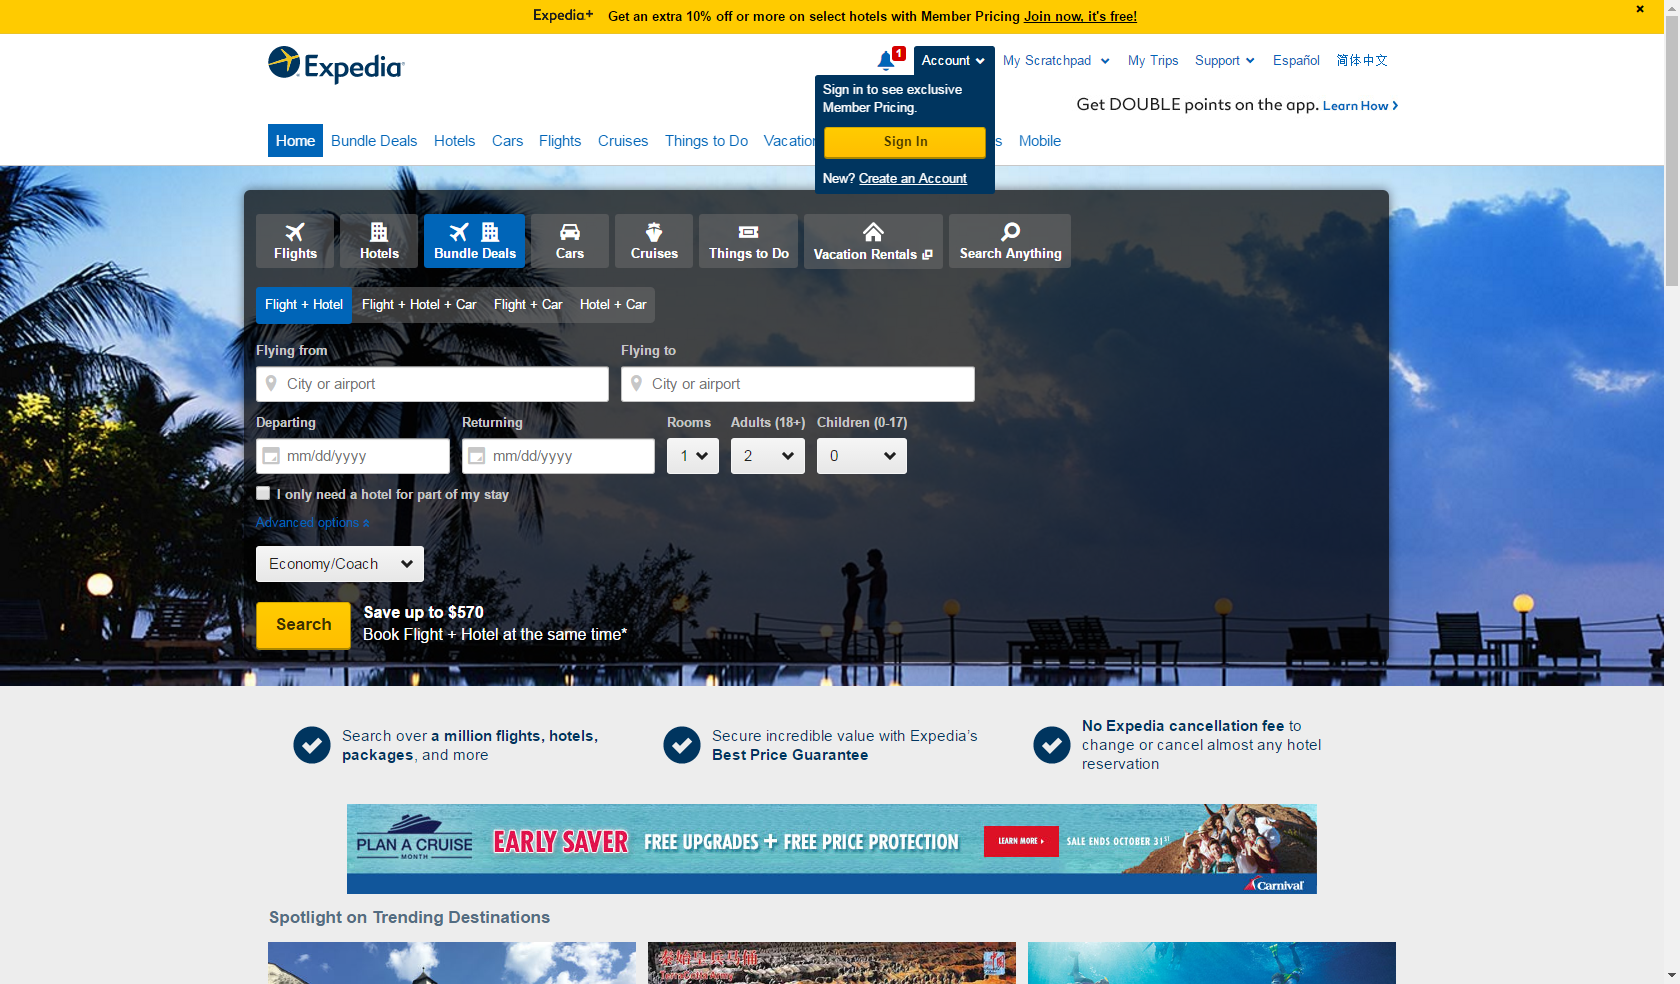 Expedia+ Get an extra 10% off or more on select hotels with Member Pricing Join now, it's free!
Expedia
1
Account
My Scratchpad
My Trips
Support
Español
简体中文
Sign in to see exclusive
Member Pricing.
Sign In
New? Create an Account
Get DOUBLE points on the app. Learn How
Home
Bundle Deals
Hotels
Cars
Flights
Cruises
Things to Do
s
Mobile
Flights
Hotels
Bundle Deals
Cars
Cruises
Things to Do
Vacation Rentals
Search Anything
Flight + Hotel
Flight + Hotel + Car
Flight + Car
Hotel + Car
Flying from
Flying to
City or airport
City or airport
Departing
Returning
Rooms
Adults (18+)
Children (0-17)
mm/dd/yyyy
mm/dd/yyyy
1
2
0
I only need a hotel for part of my stay
Advanced options
Economy/Coach
Search
Save up to $570
Book Flight + Hotel at the same time*
Search over a million flights, hotels,
packages, and more
Secure incredible value with Expedia's
Best Price Guarantee
No Expedia cancellation fee to
change or cancel almost any hotel
reservation
PLAN A CRUISE
MONTH
EARLY SAVER
FREE UPGRADES + FREE PRICE PROTECTION
LEARN MORE
SALE ENDS OCTOBER 31ST
Carnival
Spotlight on Trending Destinations